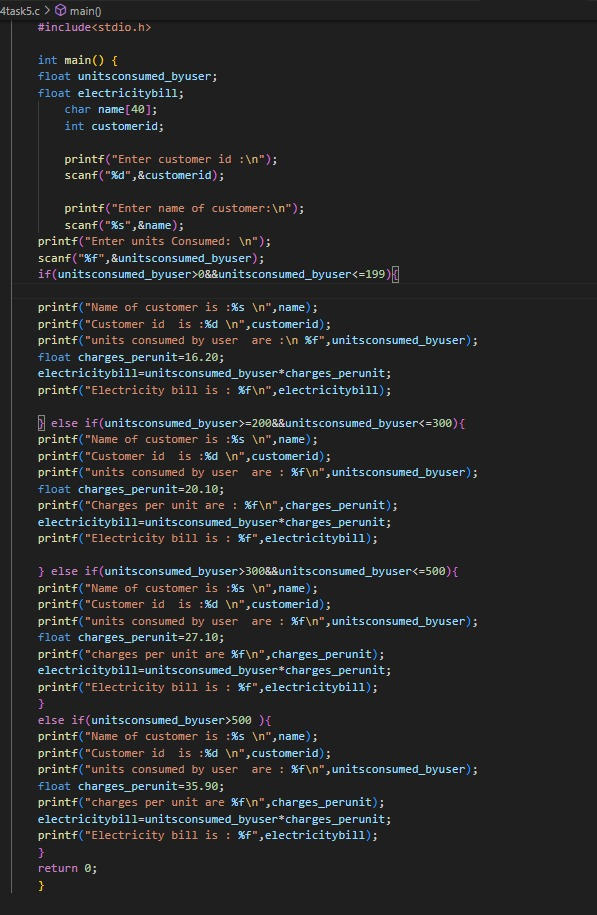 4task5.c > main()
#include<stdio.h>
int main() {
float unitsconsumed_byuser;
float electricitybill;
char name[40];
int customerid;
printf("Enter customer id :\n");
scanf("%d",&customerid);
printf("Enter name of customer:\n");
scanf("%s",&name);
printf("Enter units Consumed: \n");
scanf("%f",&unitsconsumed_byuser);
if(unitsconsumed_byuser>0&&unitsconsumed_byuser<=199){
printf("Name of customer is :%s \n",name);
printf("Customer id  is :%d \n",customerid);
printf("units consumed by user  are :\n %f",unitsconsumed_byuser);
float charges_perunit=16.20;
electricitybill=unitsconsumed_byuser*charges_perunit;
printf("Electricity bill is : %f\n",electricitybill);
} else if(unitsconsumed_byuser>=200&&unitsconsumed_byuser<=300){
printf("Name of customer is :%s \n",name);
printf("Customer id  is :%d \n",customerid);
printf("units consumed by user  are : %f\n",unitsconsumed_byuser);
float charges_perunit=20.10;
printf("Charges per unit are : %f\n",charges_perunit);
electricitybill=unitsconsumed_byuser*charges_perunit;
printf("Electricity bill is : %f",electricitybill);
} else if(unitsconsumed_byuser>300&&unitsconsumed_byuser<=500){
printf("Name of customer is :%s \n",name);
printf("Customer id  is :%d \n",customerid);
printf("units consumed by user  are : %f\n",unitsconsumed_byuser);
float charges_perunit=27.10;
printf("charges per unit are %f\n",charges_perunit);
electricitybill=unitsconsumed_byuser*charges_perunit;
printf("Electricity bill is : %f",electricitybill);
}
else if(unitsconsumed_byuser>500 ){
printf("Name of customer is :%s \n",name);
printf("Customer id  is :%d \n",customerid);
printf("units consumed by user  are : %f\n",unitsconsumed_byuser);
float charges_perunit=35.90;
printf("charges per unit are %f\n",charges_perunit);
electricitybill=unitsconsumed_byuser*charges_perunit;
printf("Electricity bill is : %f",electricitybill);
}
return 0;
}